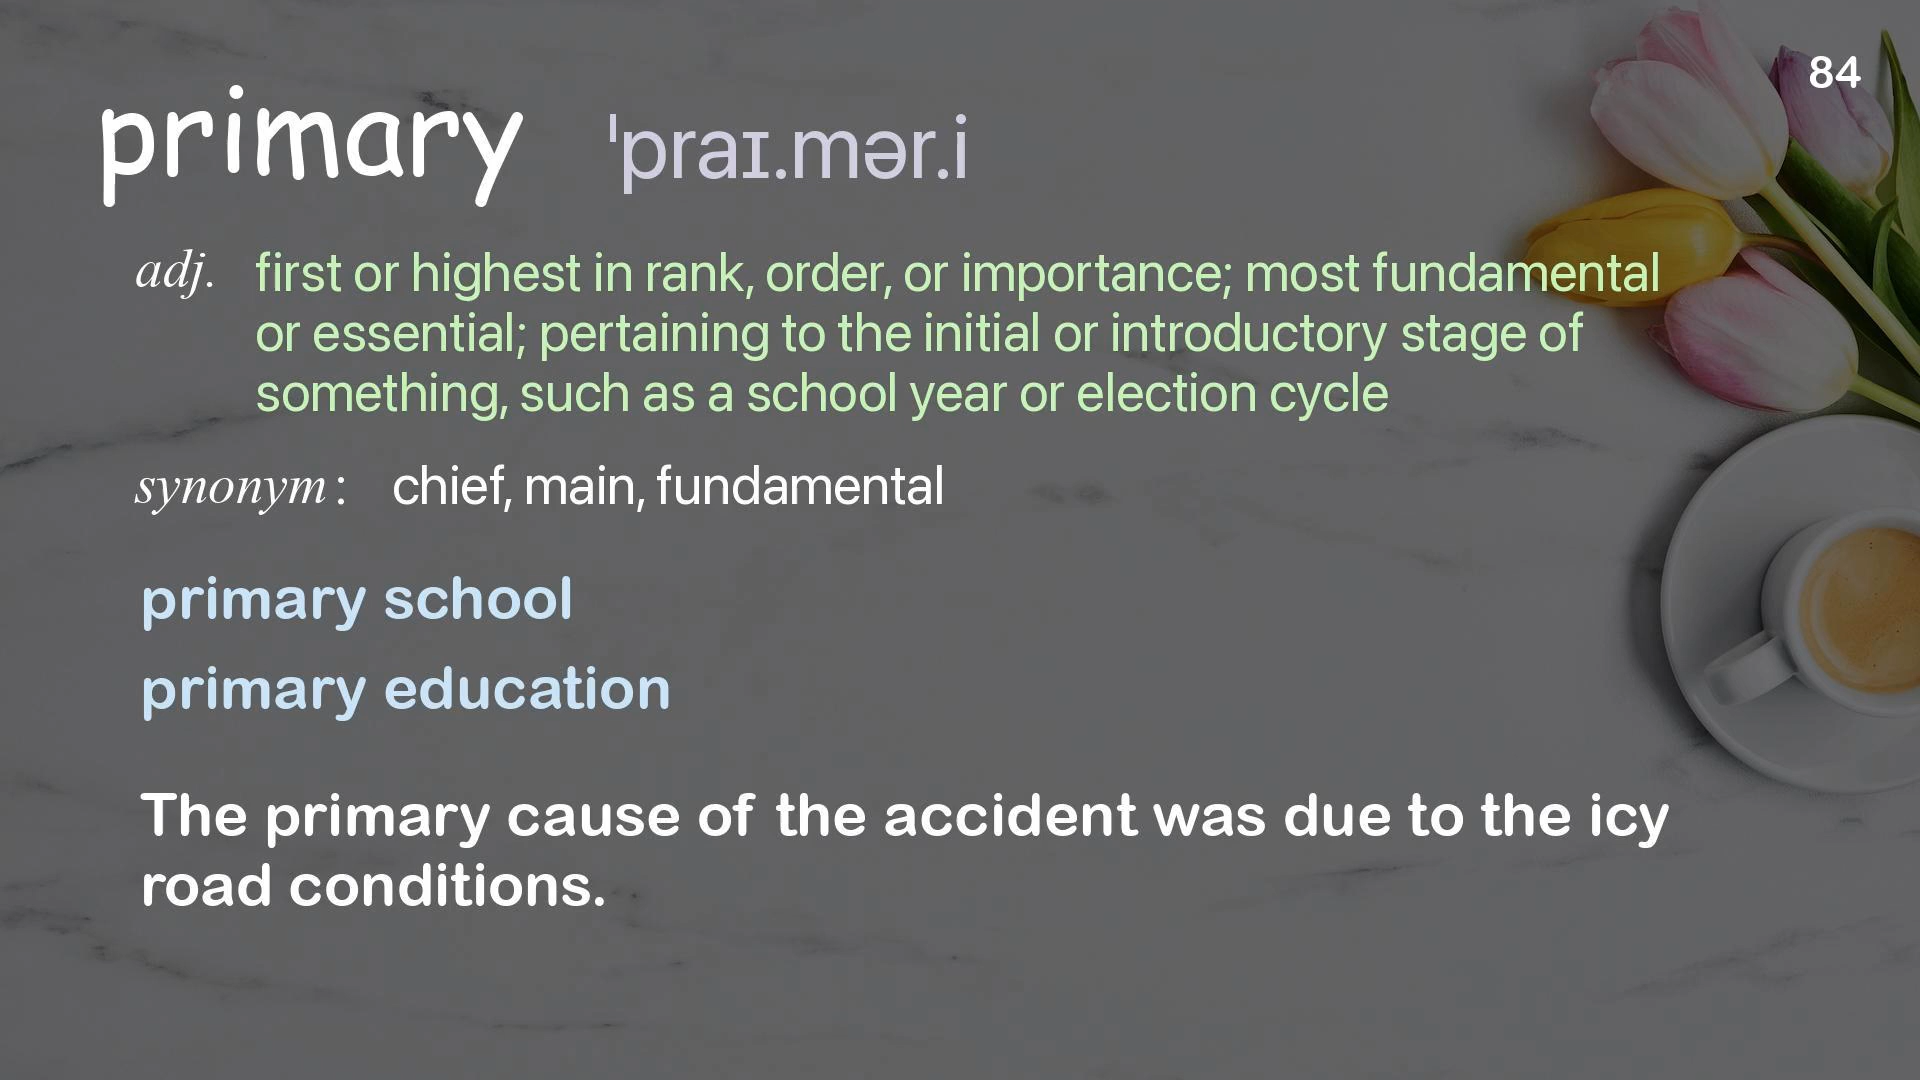 84
primary ˈpraɪ.mər.i
adj. first or highest in rank, order, or importance; most fundamental
or essential; pertaining to the initial or introductory stage of
something, such as a school year or election cycle
synonym: chief, main, fundamental
primary school
primary education
The primary cause of the accident was due to the icy
road conditions.